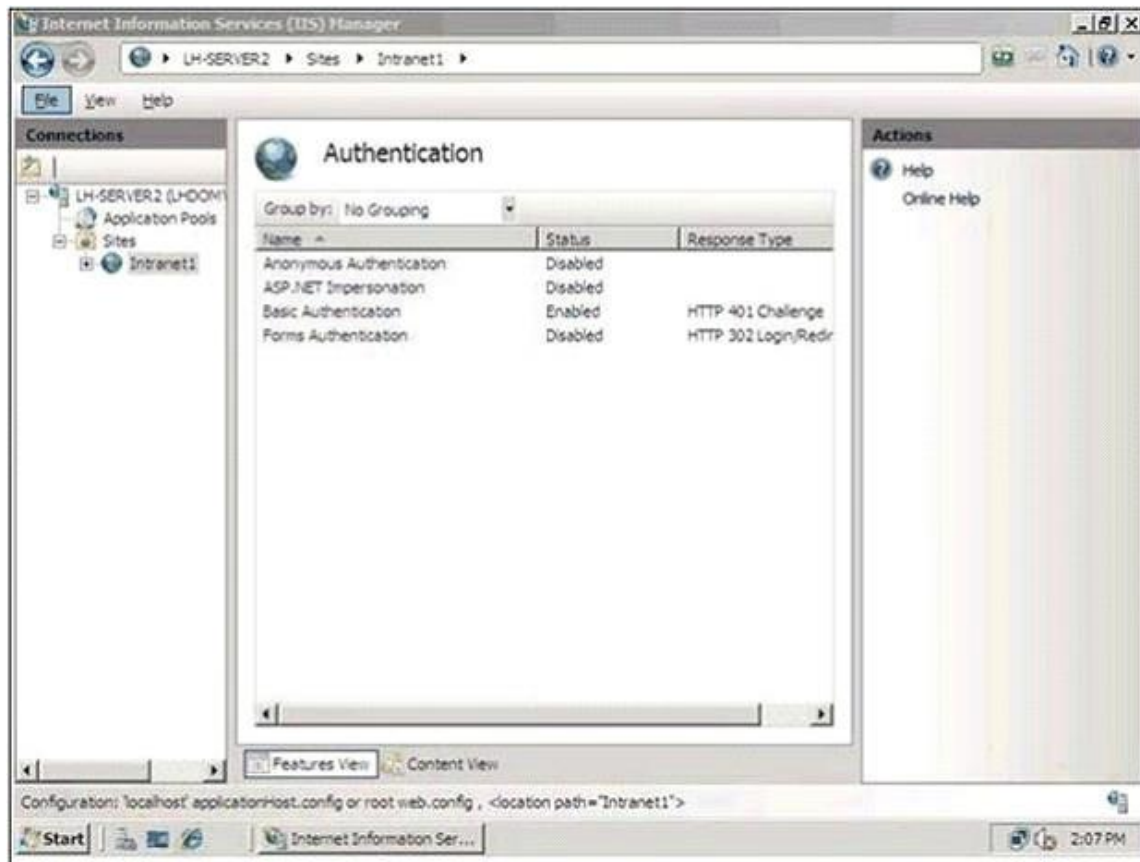 Internet Information Services (IIS) Manager
LH-SERVER2 Sites Intranet1
File View Help
Connections
LH-SERVER2 (LHDOM
Application Pools
Sites
Intranet1
Authentication
Group by: No Grouping
Name Status Response Type
Anonymous Authentication Disabled
ASP.NET Impersonation Disabled
Basic Authentication Enabled HTTP 401 Challenge
Forms Authentication Disabled HTTP 302 Login/Redir
Features View Content View
Actions
Help
Online Help
Configuration: 'localhost' applicationHost.config or root web.config , <location path="Intranet1">
Start Internet Information Ser... 2:07 PM